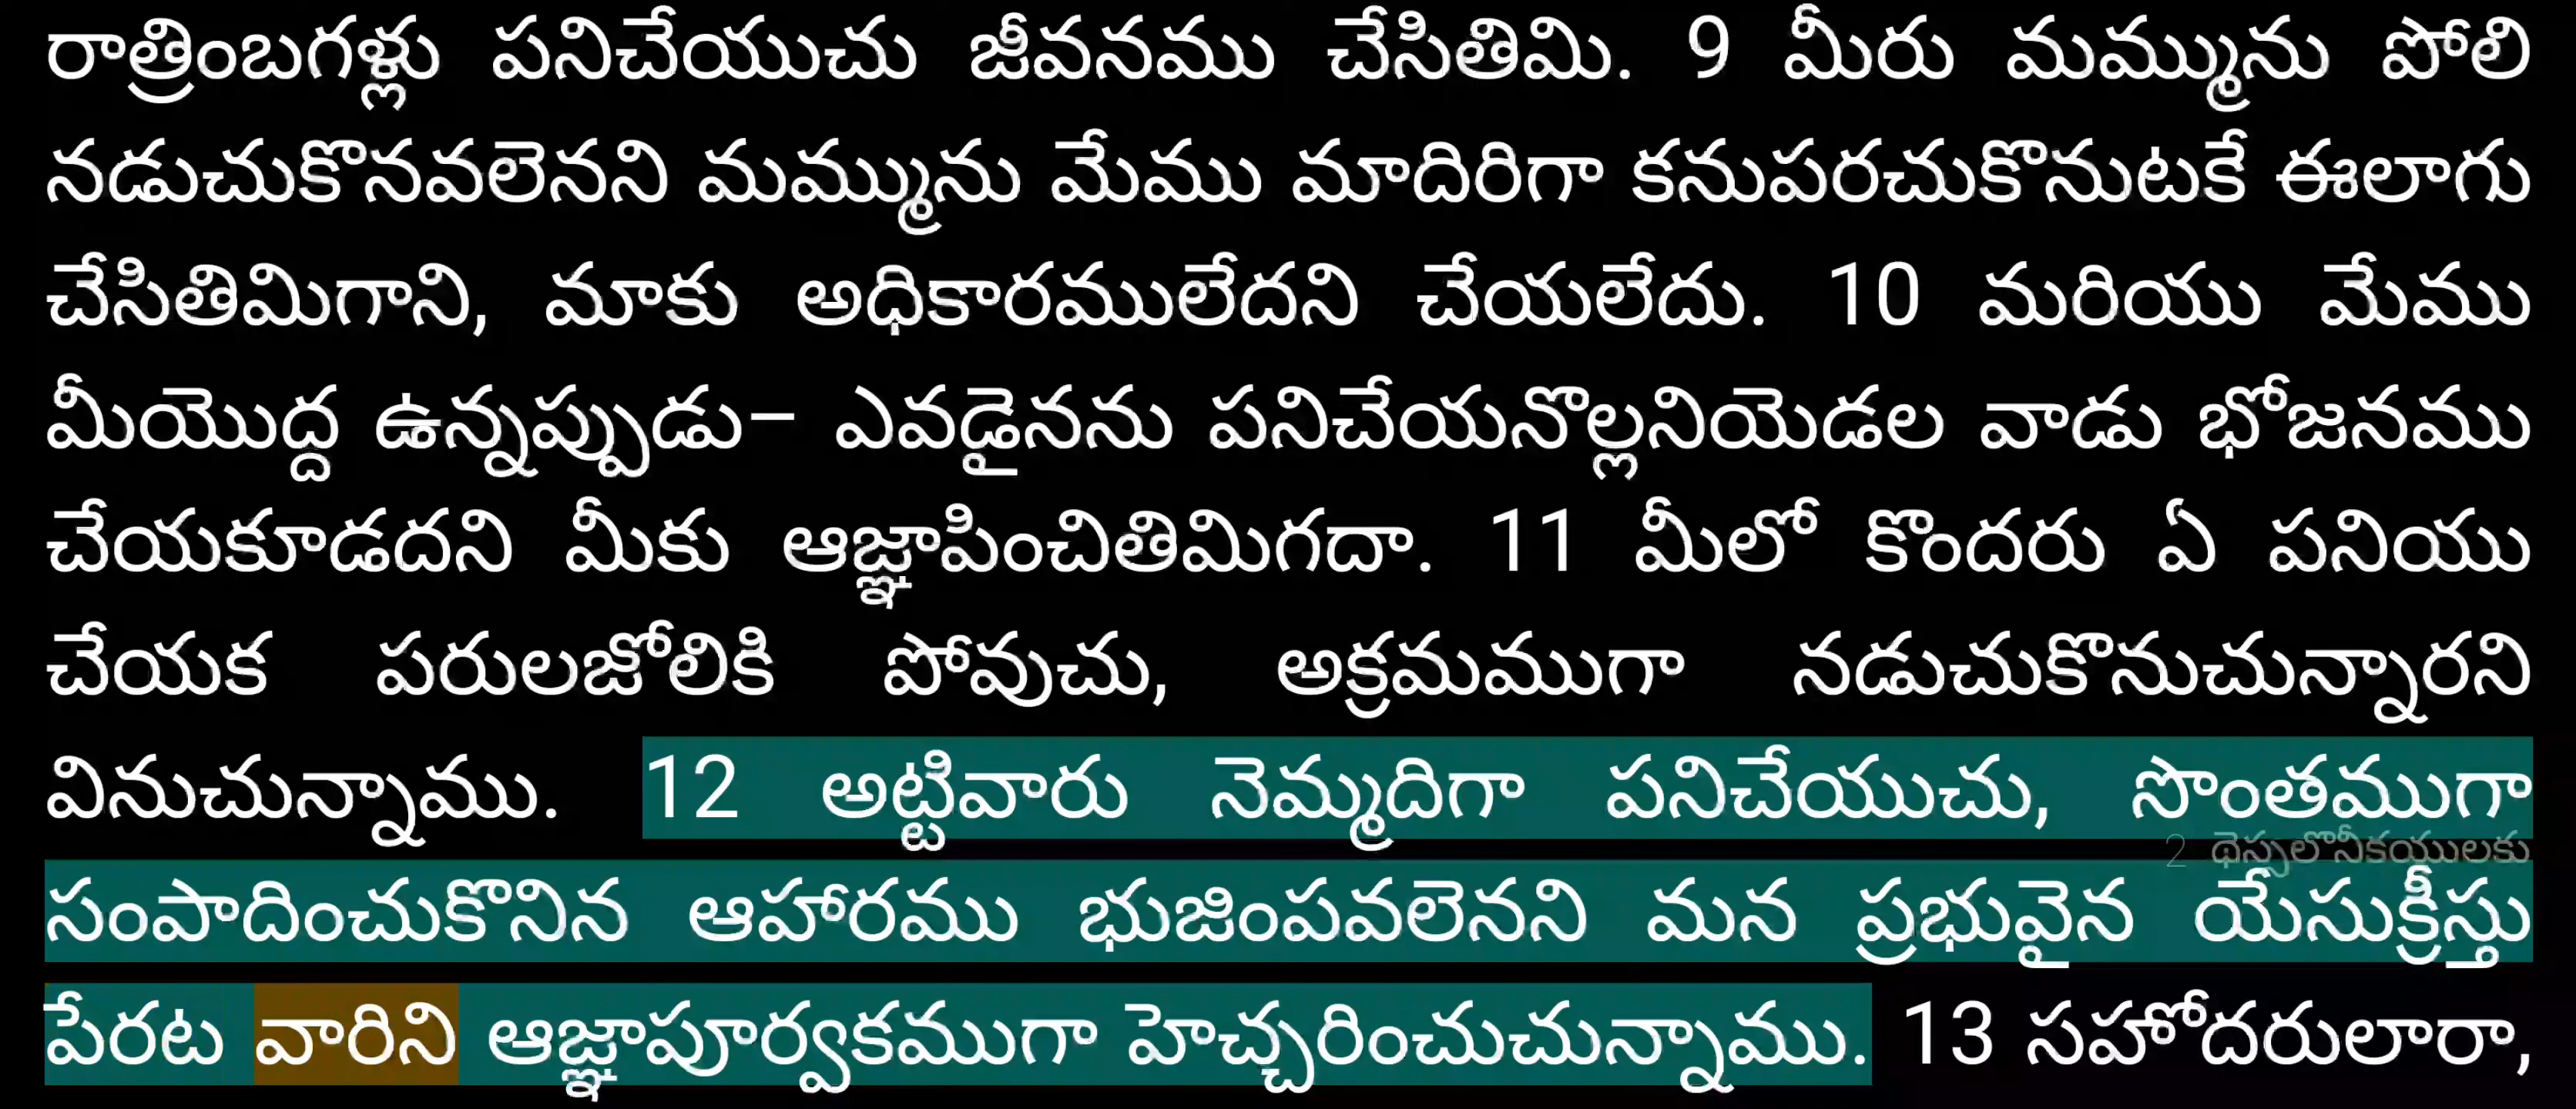 రాత్రింబగళ్లు పనిచేయుచు జీవనము చేసితిమి. 9 మీరు మమ్మును పోలి
నడుచుకొనవలెనని మమ్మును మేము మాదిరిగా కనుపరచుకొనుటకే ఈలాగు
చేసితిమిగాని, మాకు అధికారములేదని చేయలేదు. 10 మరియు మేము
మీయొద్ద ఉన్నప్పుడు– ఎవడైనను పనిచేయనొల్లనియెడల వాడు భోజనము
చేయకూడదని మీకు ఆజ్ఞాపించితిమిగదా. 11 మీలో కొందరు ఏ పనియు
చేయక పరులజోలికి పోవుచు, అక్రమముగా నడుచుకొనుచున్నారని
వినుచున్నాము. 12 అట్టివారు నెమ్మదిగా పనిచేయుచు, సొంతముగా
2 థెస్సలొనీకయులకు
సంపాదించుకొనిన ఆహారము భుజింపవలెనని మన ప్రభువైన యేసుక్రీస్తు
పేరట వారిని ఆజ్ఞాపూర్వకముగా హెచ్చరించుచున్నాము. 13 సహోదరులారా,